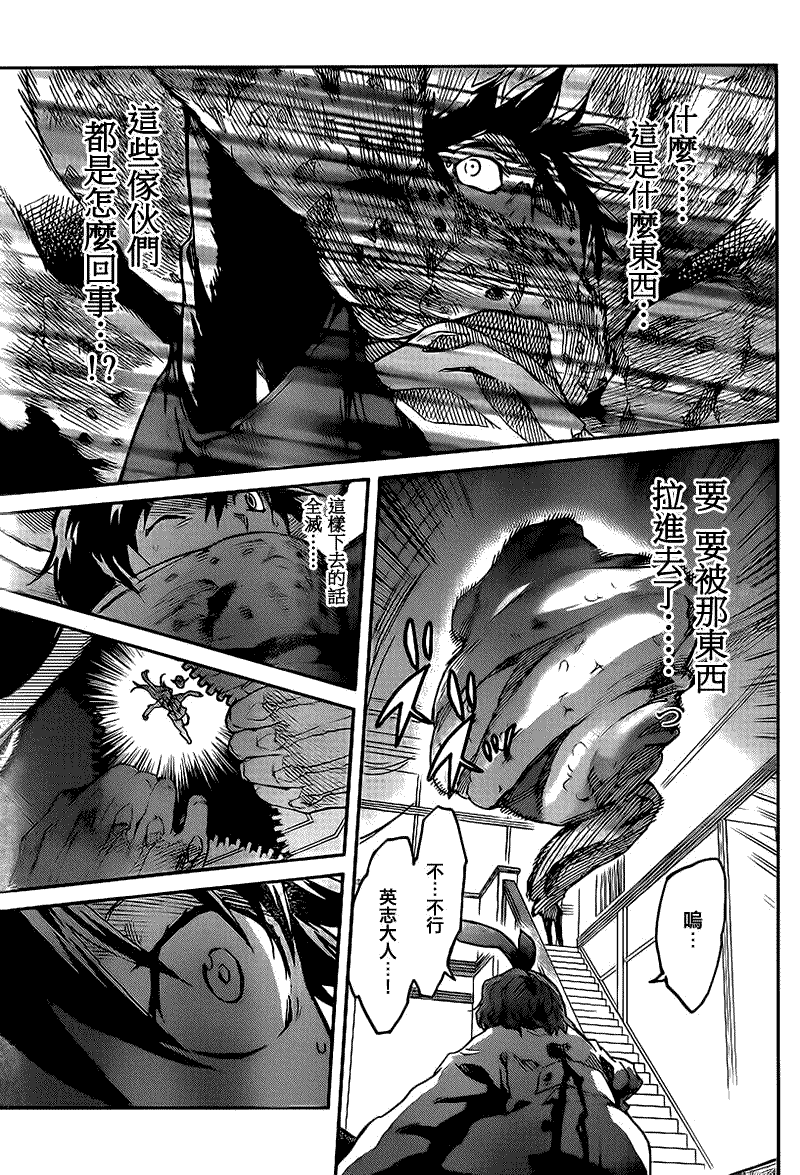 什麼……
這是什麼東西…
這些傢伙們
都是怎麼回事…!?
要 要被那東西
拉進去了……っ
這樣下去的話
全滅……
嗚…
不…不行
英志大人…!